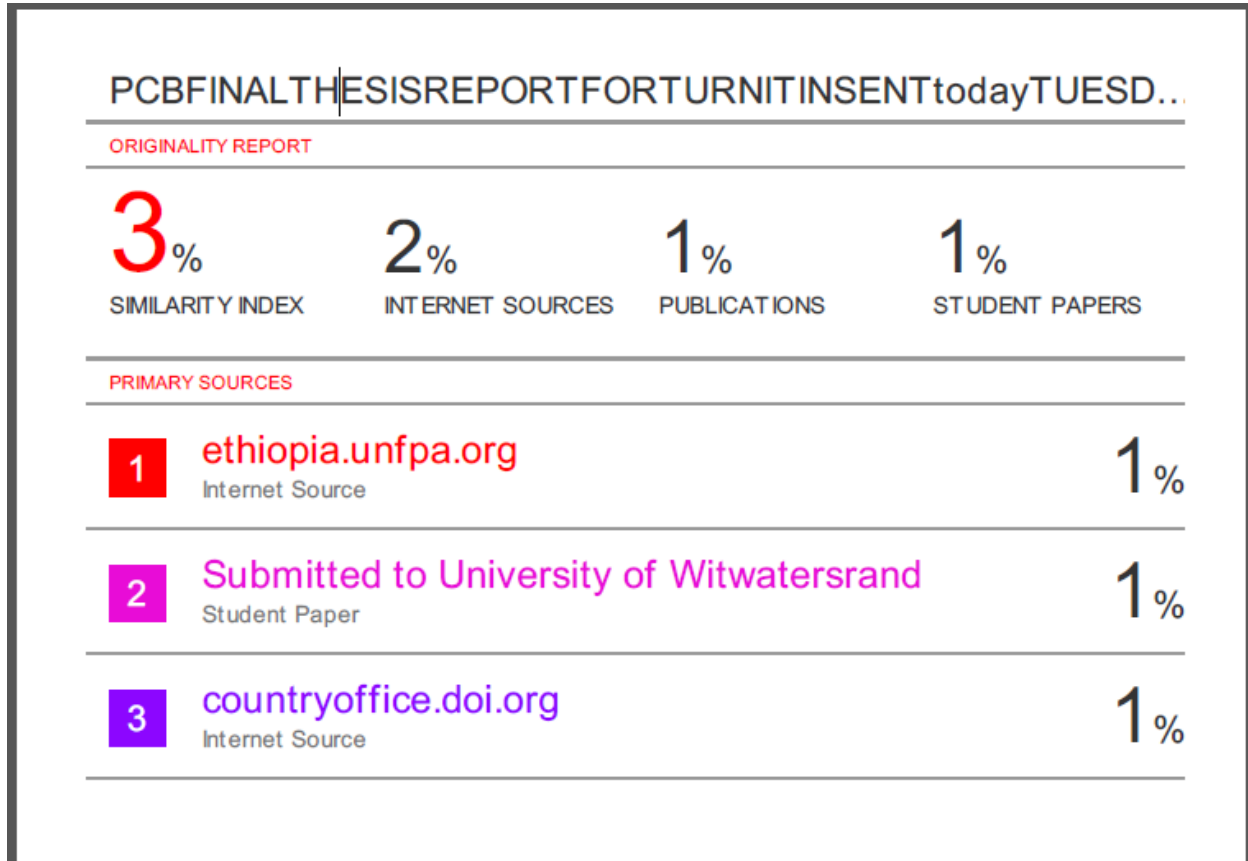 PCBFINALTHESISREPORTFORTURNITINSENTtodayTUESD...
ORIGINALITY REPORT
3% 2% 1% 1%
SIMILARITY INDEX INTERNET SOURCES PUBLICATIONS STUDENT PAPERS
PRIMARY SOURCES
1 ethiopia.unfpa.org 1%
Internet Source
2 Submitted to University of Witwatersrand 1%
Student Paper
3 countryoffice.doi.org 1%
Internet Source